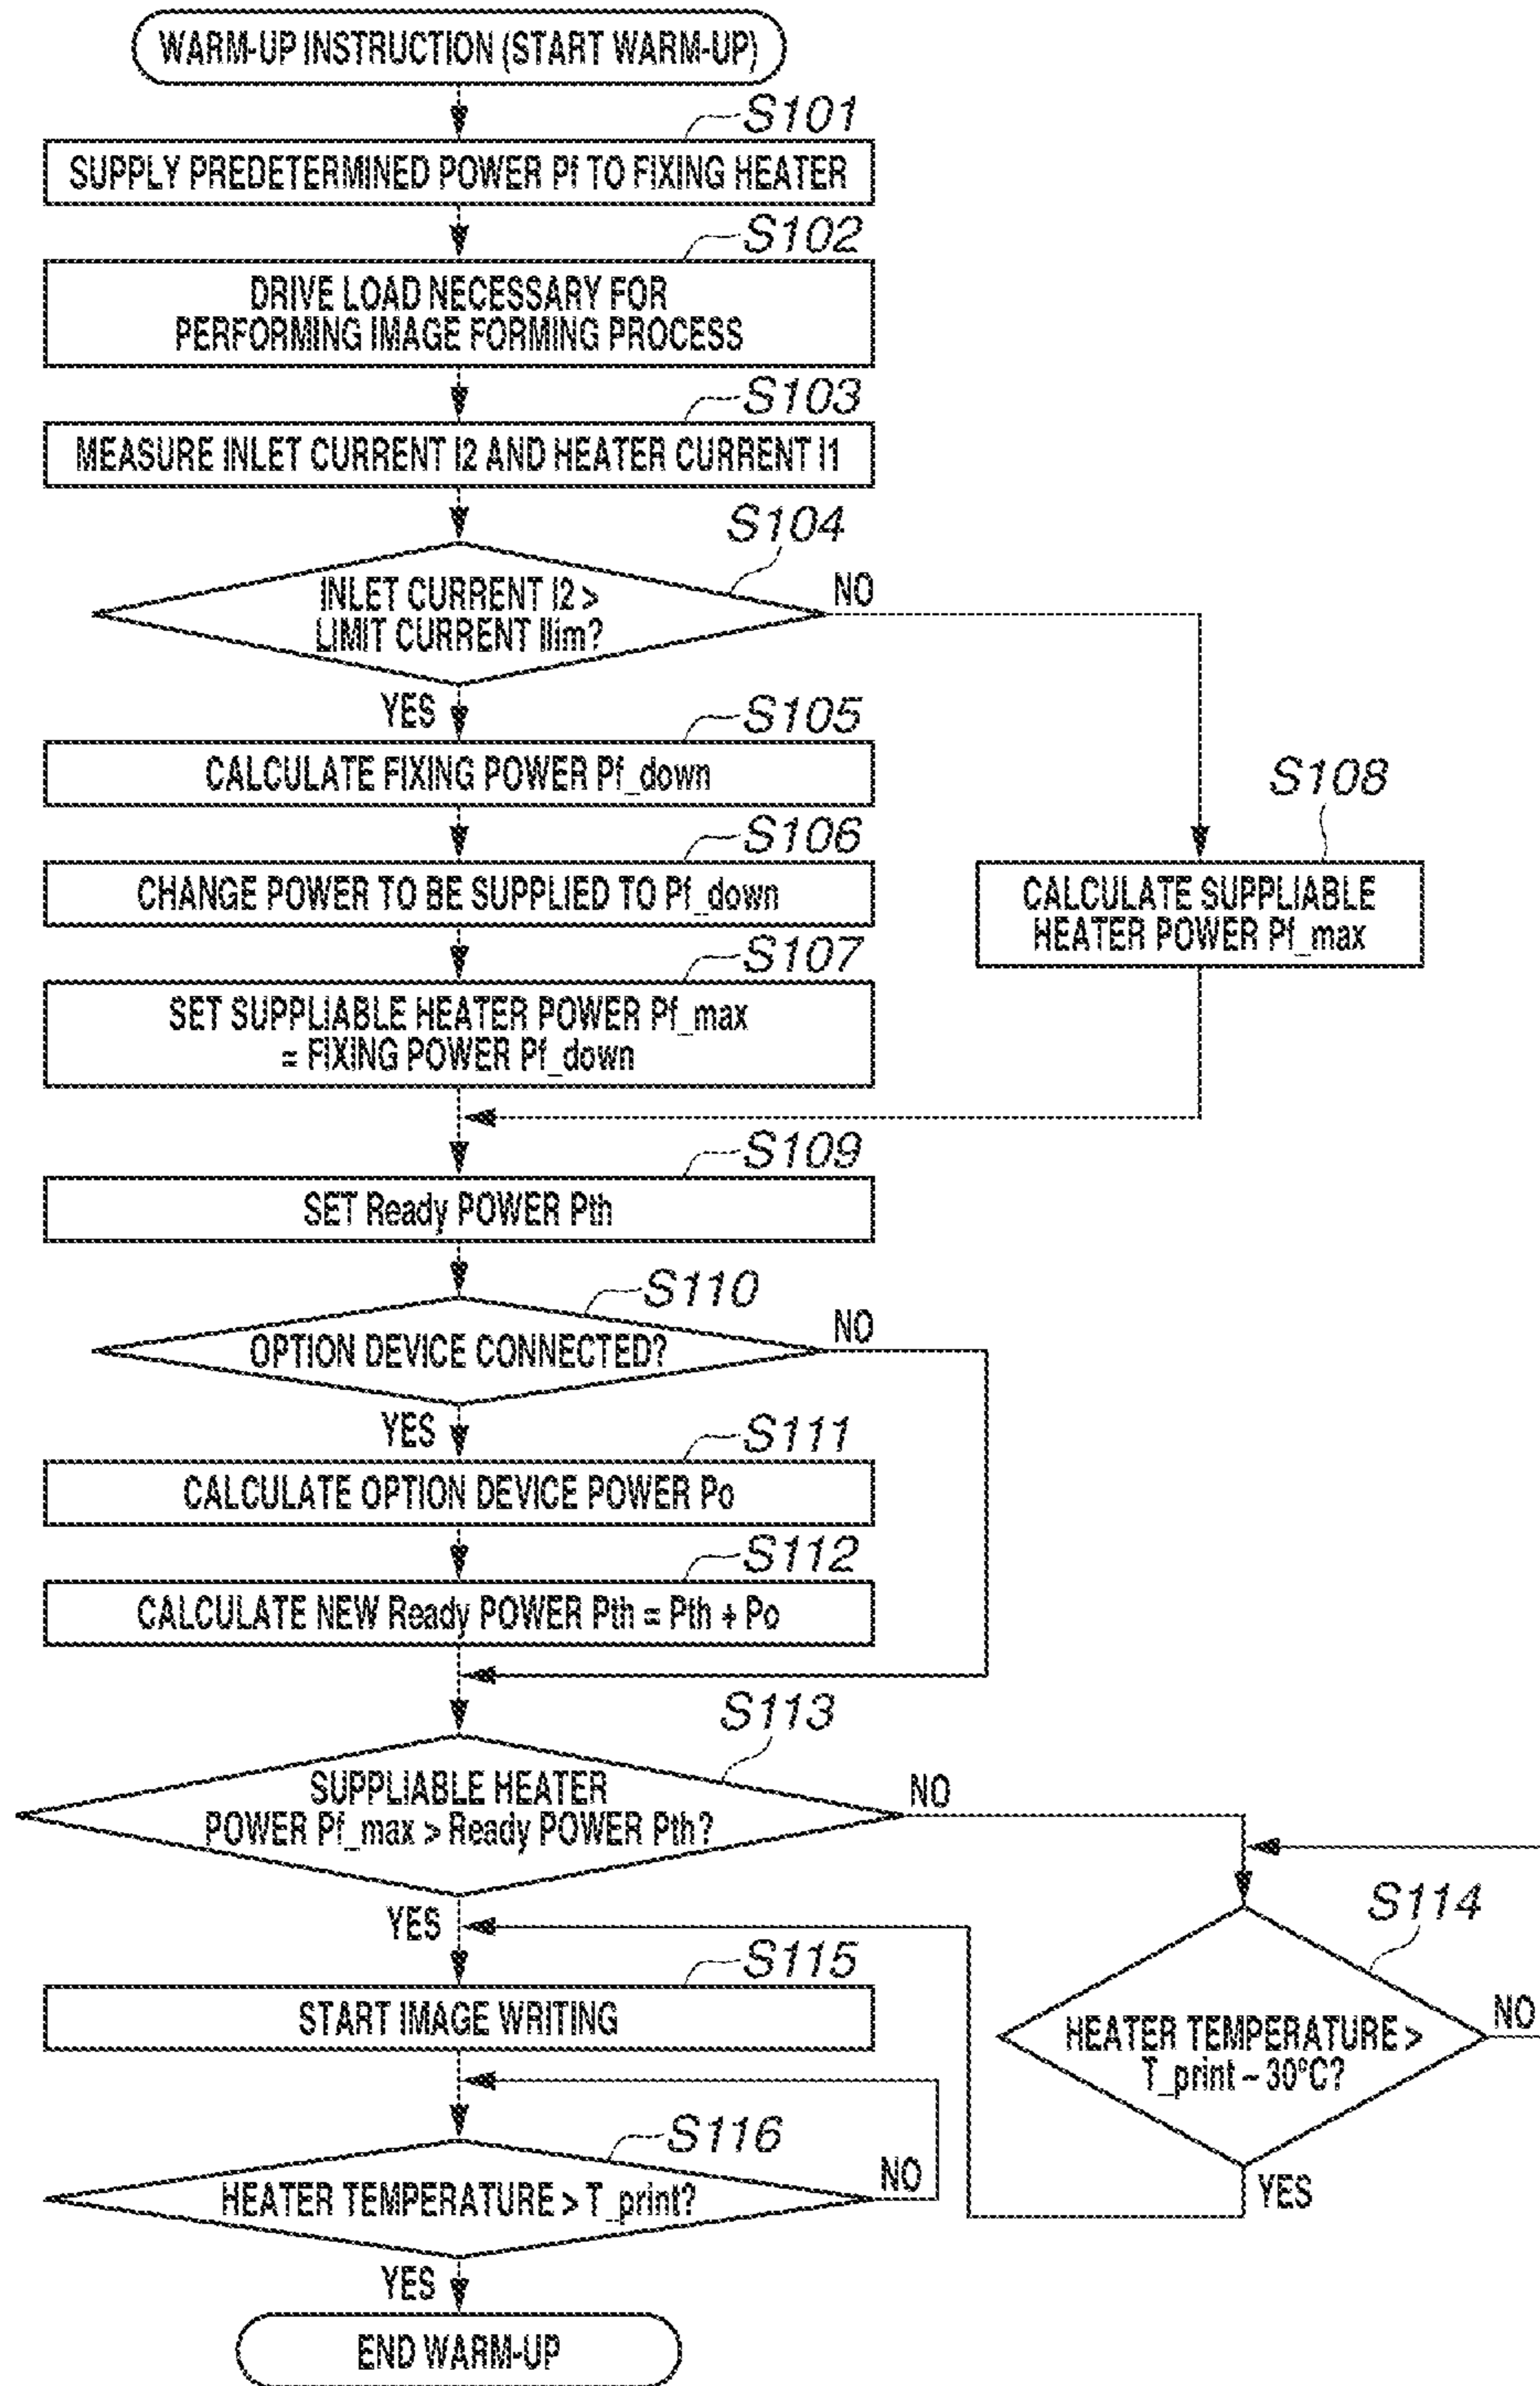 WARM-UP INSTRUCTION (START WARM-UP)
S101
SUPPLY PREDETERMINED POWER Pf TO FIXING HEATER
S102
DRIVE LOAD NECESSARY FOR
PERFORMING IMAGE FORMING PROCESS
S103
MEASURE INLET CURRENT I2 AND HEATER CURRENT I1
S104
INLET CURRENT I2 >
LIMIT CURRENT Ilim?
NO
YES
S105
CALCULATE FIXING POWER Pf_down
S106
CHANGE POWER TO BE SUPPLIED TO Pf_down
S107
SET SUPPLIABLE HEATER POWER Pf_max
= FIXING POWER Pf_down
S108
CALCULATE SUPPLIABLE
HEATER POWER Pf_max
S109
SET Ready POWER Pth
S110
OPTION DEVICE CONNECTED?
NO
YES
S111
CALCULATE OPTION DEVICE POWER Po
S112
CALCULATE NEW Ready POWER Pth = Pth + Po
S113
SUPPLIABLE HEATER
POWER Pf_max > Ready POWER Pth?
NO
YES
S114
HEATER TEMPERATURE >
T_print – 30°C?
NO
YES
S115
START IMAGE WRITING
S116
HEATER TEMPERATURE > T_print?
NO
YES
END WARM-UP